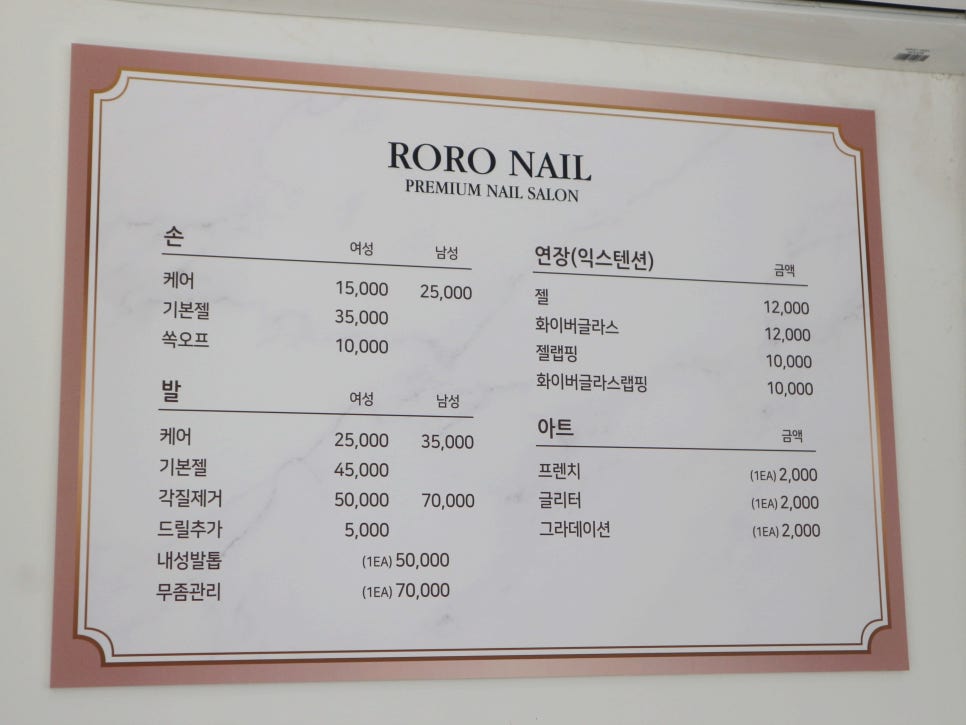 RORO NAIL
PREMIUM NAIL SALON
손 여성 남성
케어 15,000 25,000
기본젤 35,000
쏙오프 10,000
발 여성 남성
케어 25,000 35,000
기본젤 45,000
각질제거 50,000 70,000
드릴추가 5,000
내성발톱 (1EA) 50,000
무좀관리 (1EA) 70,000
연장(익스텐션) 금액
젤 12,000
화이버글라스 12,000
젤랩핑 10,000
화이버글라스랩핑 10,000
아트 금액
프렌치 (1EA) 2,000
글리터 (1EA) 2,000
그라데이션 (1EA) 2,000